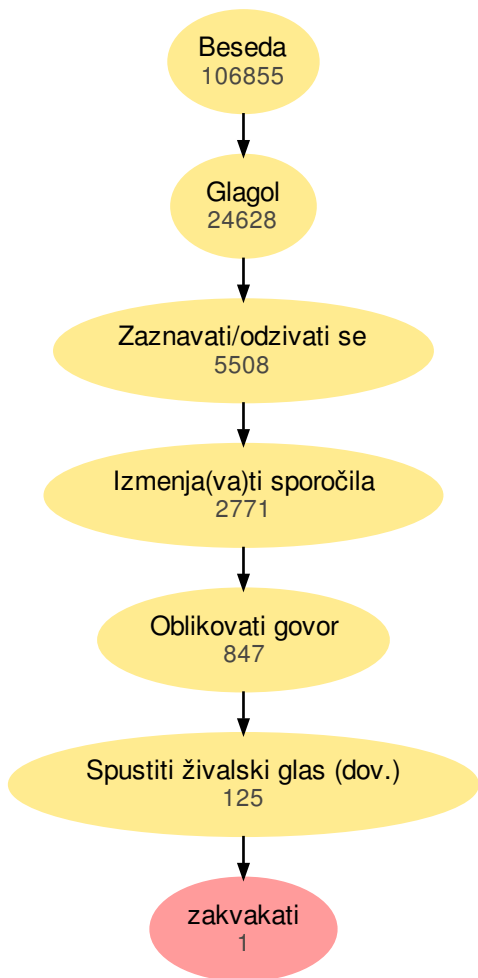 Beseda
106855
Glagol
24628
Zaznavati/odzivati se
5508
Izmenja(va)ti sporočila
2771
Oblikovati govor
847
Spustiti živalski glas (dov.)
125
zakvakati
1